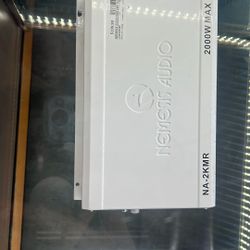 NEMESIS AUDIO
2000W MAX
NA-2KMR